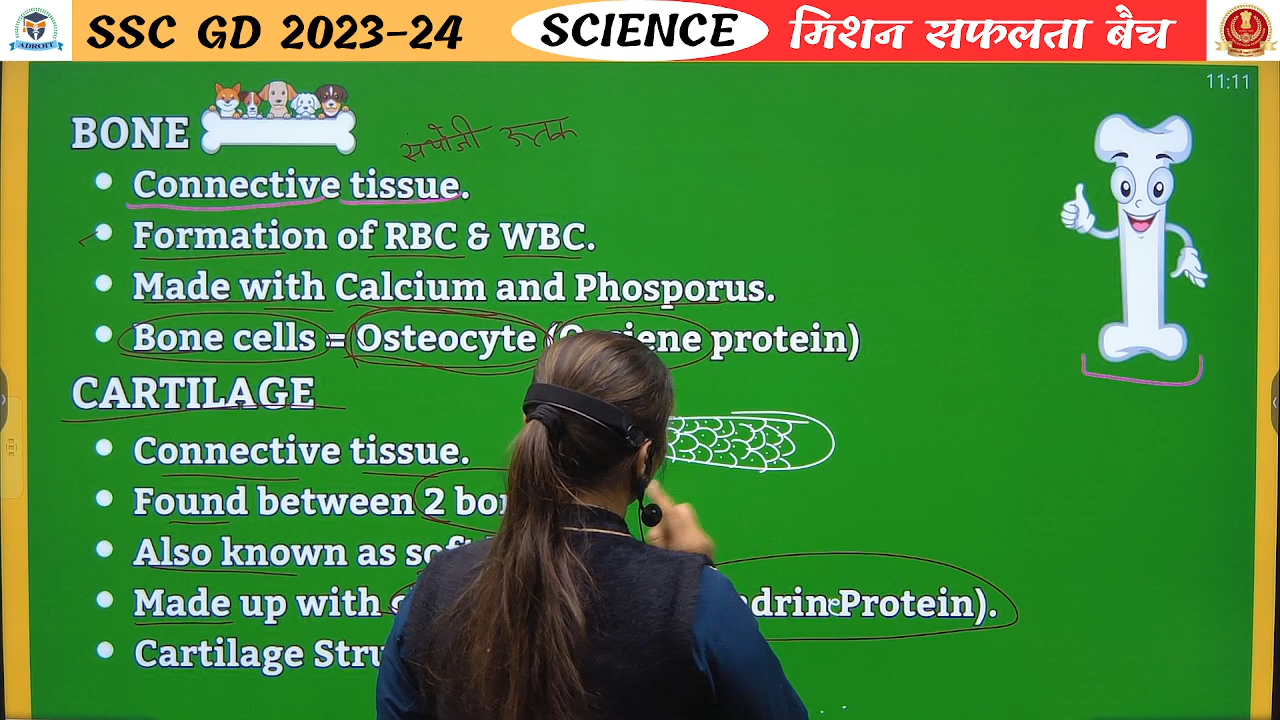 ADROIT
SSC GD 2023-24
SCIENCE
मिशन सफलता बैच
11:11
BONE
संयोजी ऊतक
Connective tissue.
Formation of RBC & WBC.
Made with Calcium and Phosporus.
Bone cells = Osteocyte protein)
CARTILAGE
Connective tissue.
Found between 2
Also known as
Made up with Protein).
Cartilage